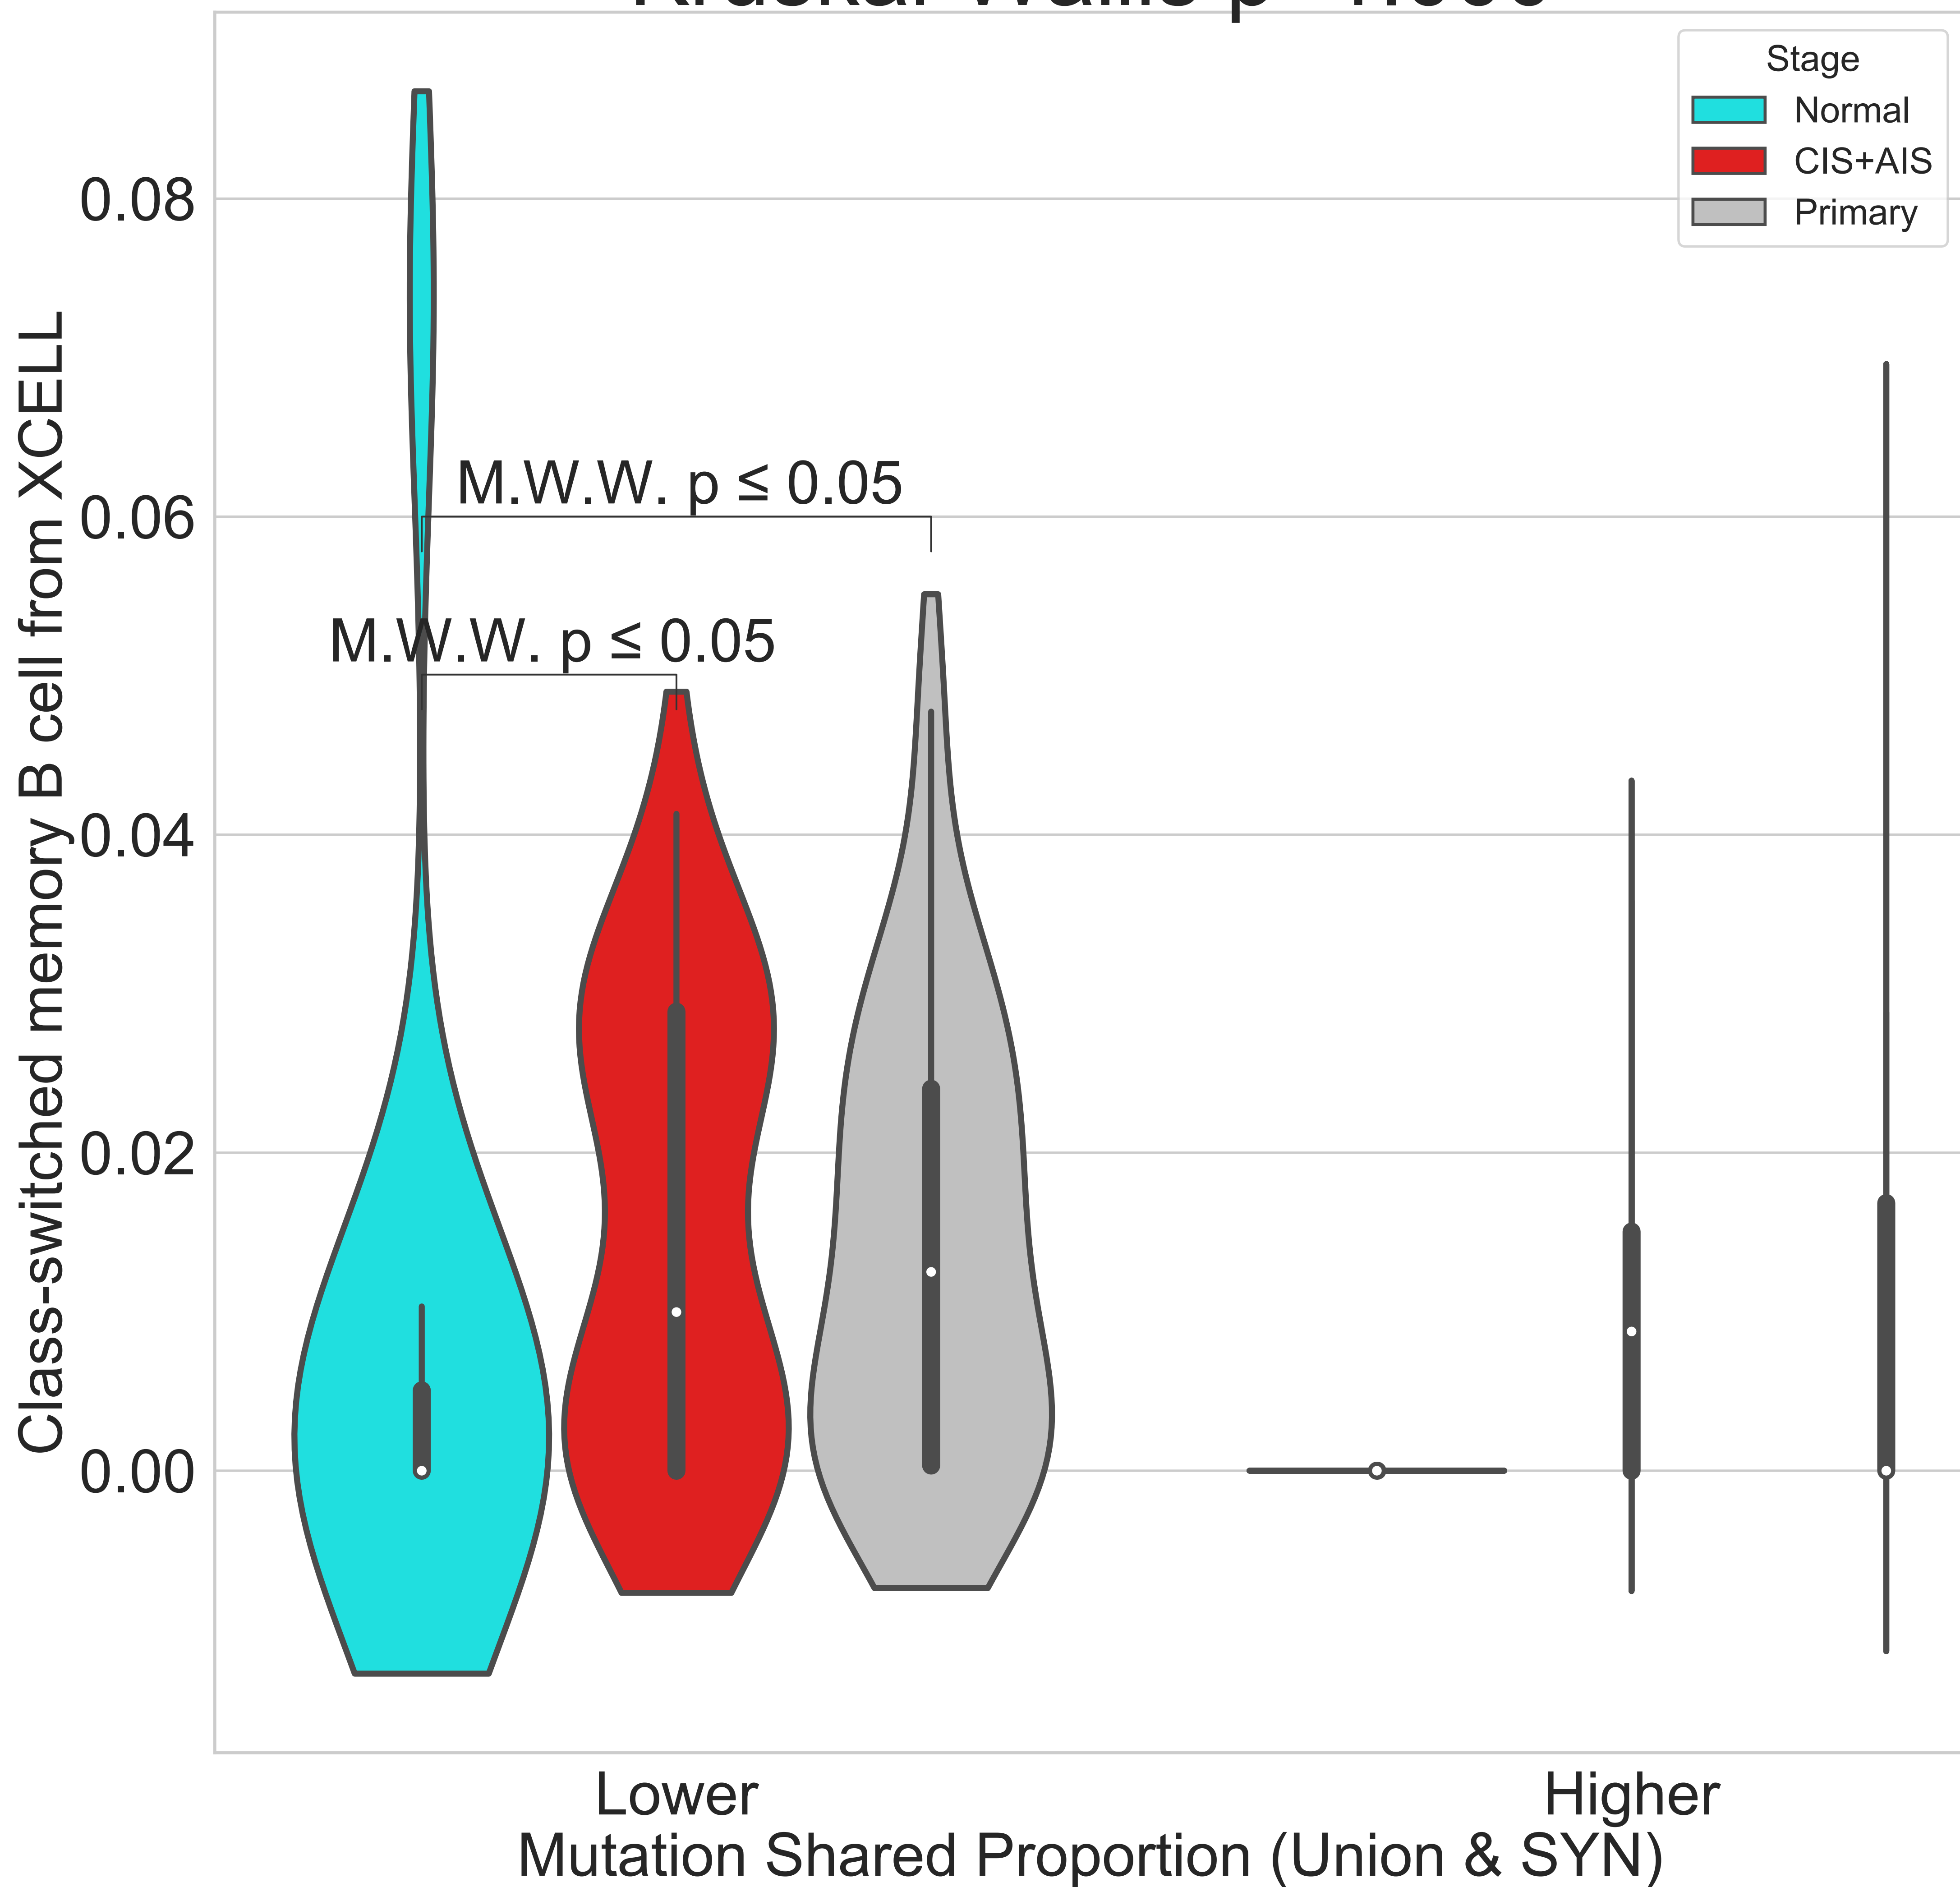 Stage
Normal
CIS+AIS
Primary
0.08
0.06
0.04
0.02
0.00
Class-switched memory B cell from XCELL
M.W.W. p ≤ 0.05
M.W.W. p ≤ 0.05
Lower
Higher
Mutation Shared Proportion (Union & SYN)